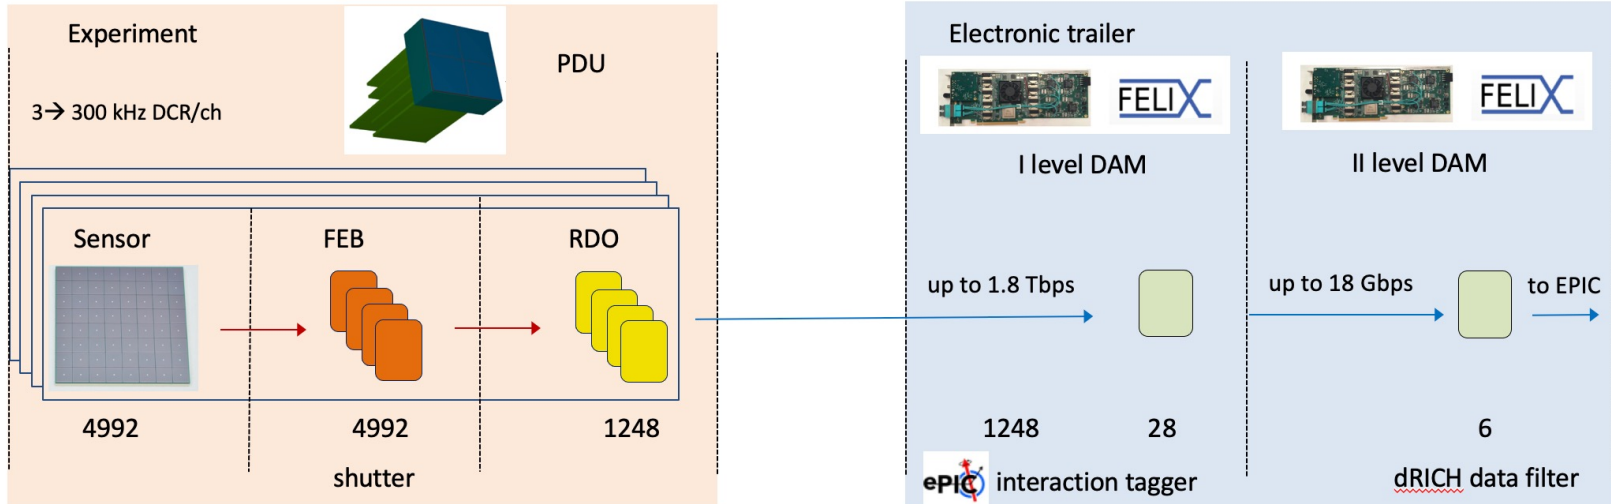 Experiment
PDU
3→ 300 kHz DCR/ch
Sensor
FEB
RDO
4992
4992
1248
shutter
Electronic trailer
FELIX
FELIX
I level DAM
II level DAM
up to 1.8 Tbps
up to 18 Gbps
to EPIC
1248
28
6
ePIC interaction tagger
dRICH data filter